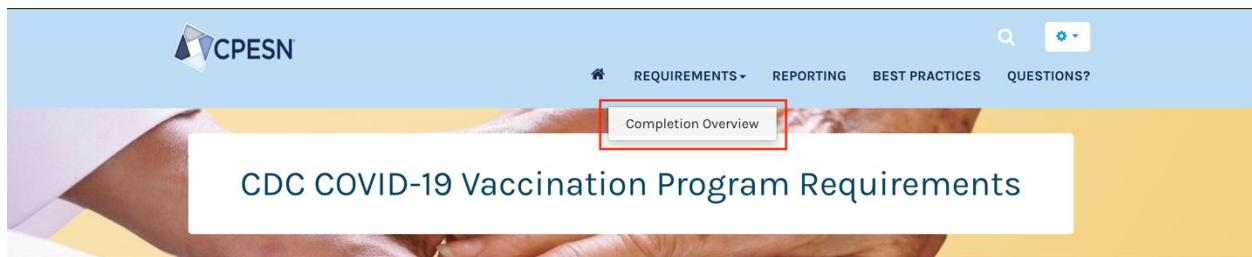 CPESN
REQUIREMENTS REPORTING BEST PRACTICES QUESTIONS?
Completion Overview
CDC COVID-19 Vaccination Program Requirements